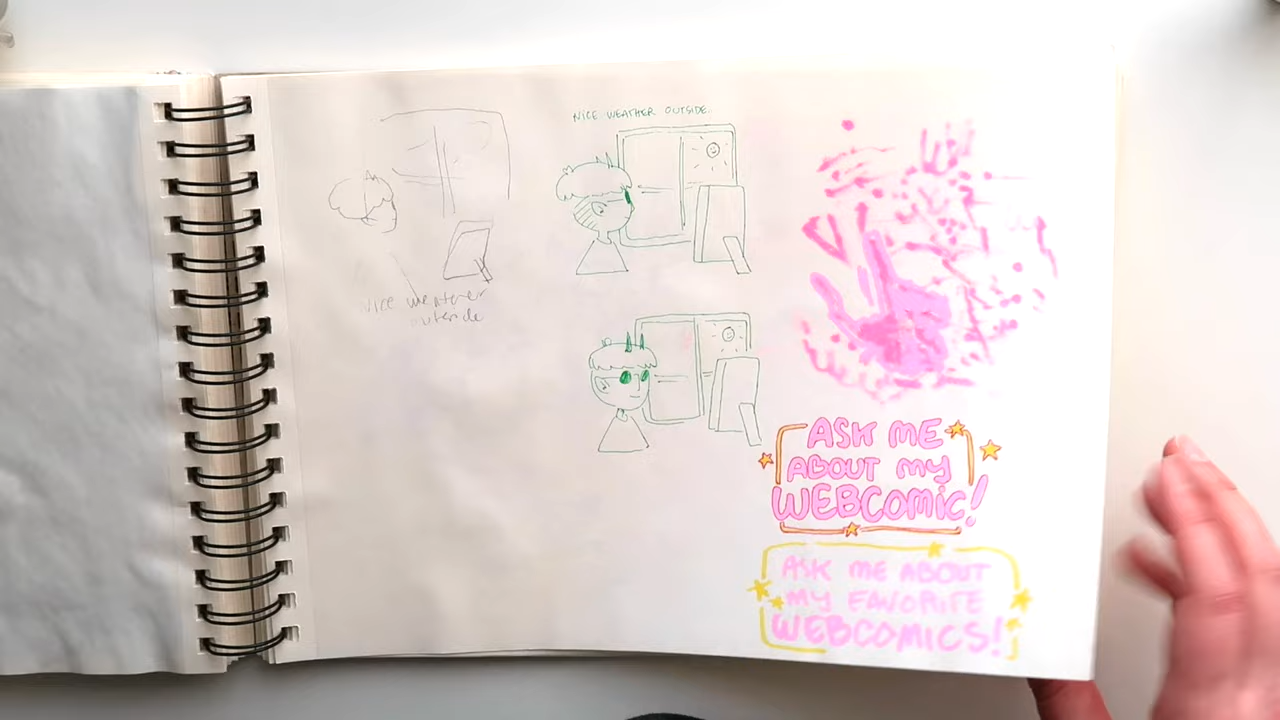 Nice weather
outside
NICE WEATHER OUTSIDE.
ASK ME
ABOUT MY
WEBCOMIC!
ASK ME ABOUT
MY FAVORITE
WEBCOMICS!